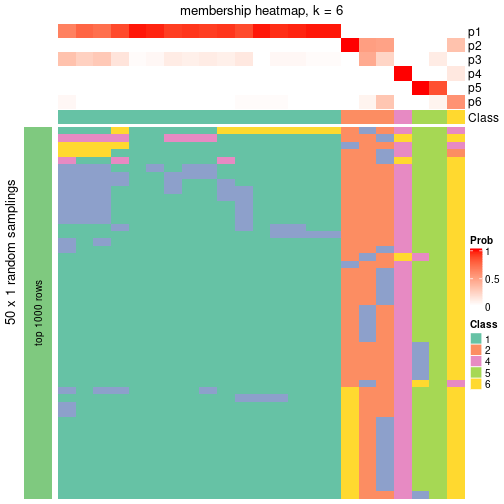 membership heatmap, k = 6
p1
p2
p3
p4
p5
p6
Class
50 x 1 random samplings
top 1000 rows
Prob
1
0.5
0
Class
1
2
4
5
6